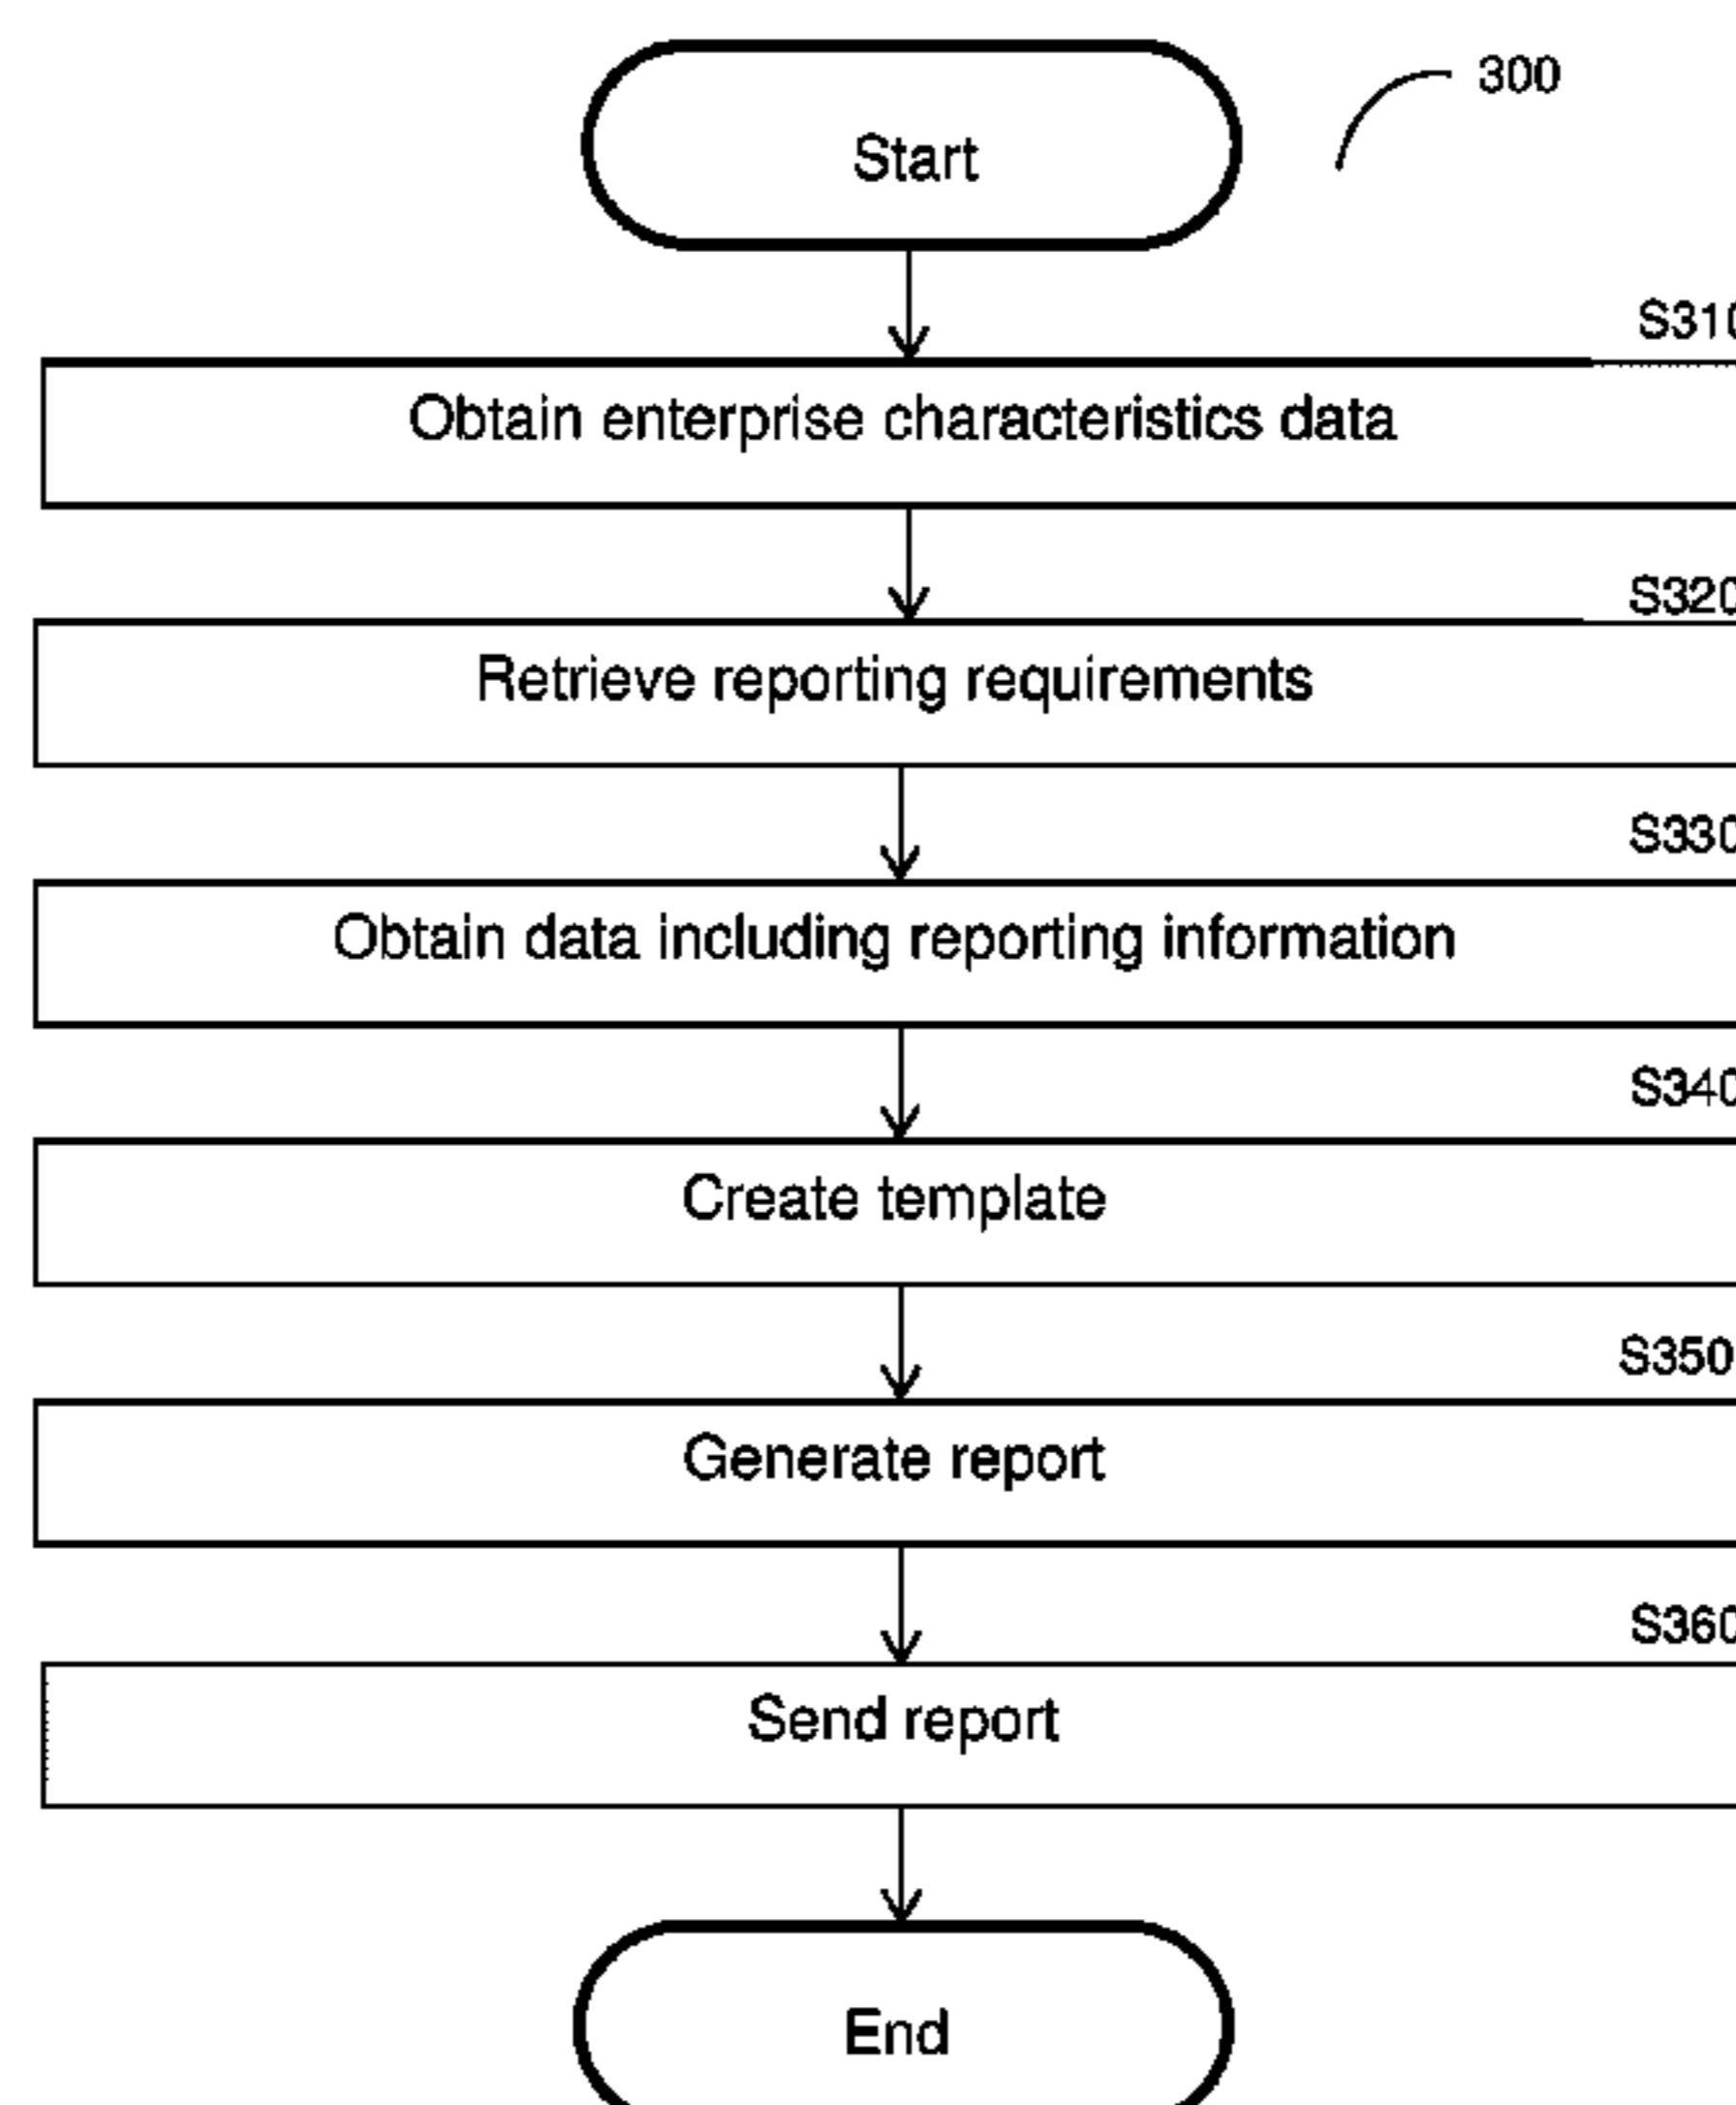 Start
300
S310
Obtain enterprise characteristics data
S320
Retrieve reporting requirements
S330
Obtain data including reporting information
S340
Create template
S350
Generate report
S360
Send report
End